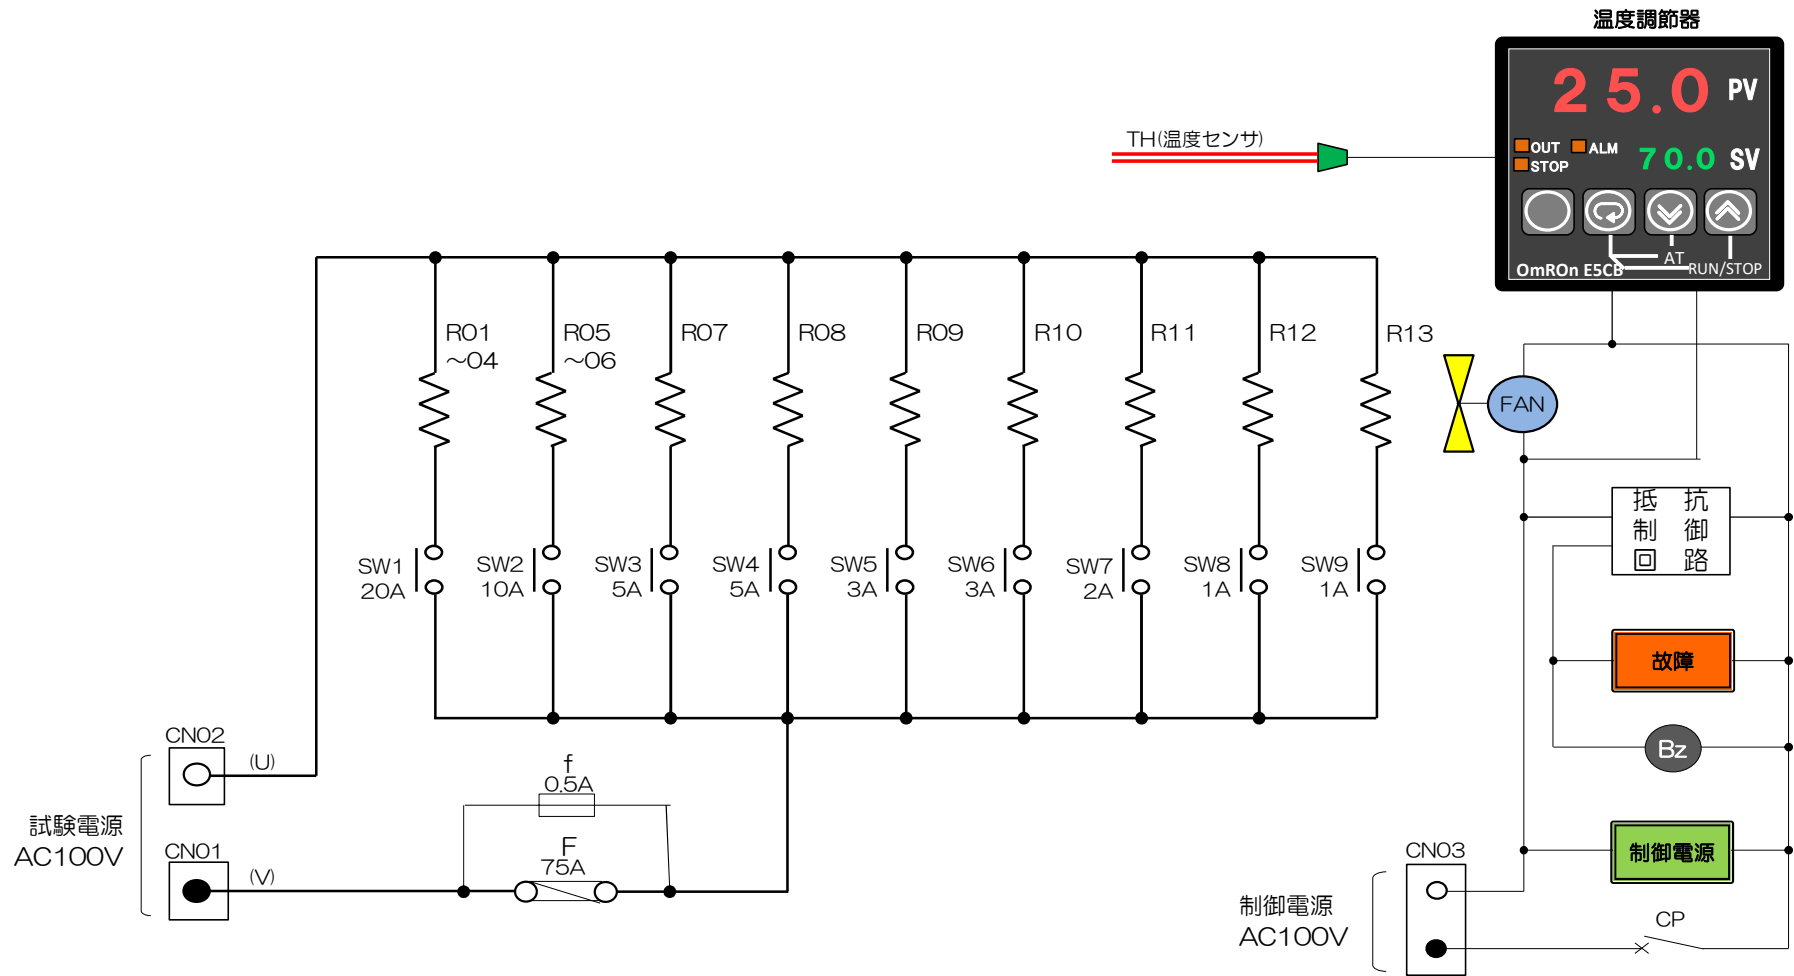 温度調節器
25.0 PV
OUT ALM
STOP
70.0 SV
AT
OmROn E5CB
RUN/STOP
TH(温度センサ)
R01
～04
R05
～06
R07
R08
R09
R10
R11
R12
R13
FAN
SW1
20A
SW2
10A
SW3
5A
SW4
5A
SW5
3A
SW6
3A
SW7
2A
SW8
1A
SW9
1A
抵 抗
制 御
回 路
故障
Bz
制御電源
CN02
(U)
試験電源
AC100V
CN01
(V)
f
0.5A
F
75A
CN03
制御電源
AC100V
CP